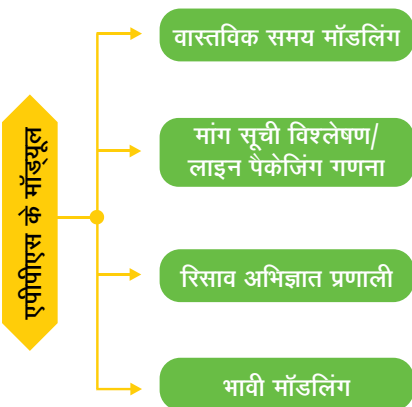 एपीपीएस के मॉड्यूल
वास्तविक समय मॉडलिंग
मांग सूची विश्लेषण/
लाइन पैकेजिंग गणना
रिसाव अभिज्ञात प्रणाली
भावी मॉडलिंग